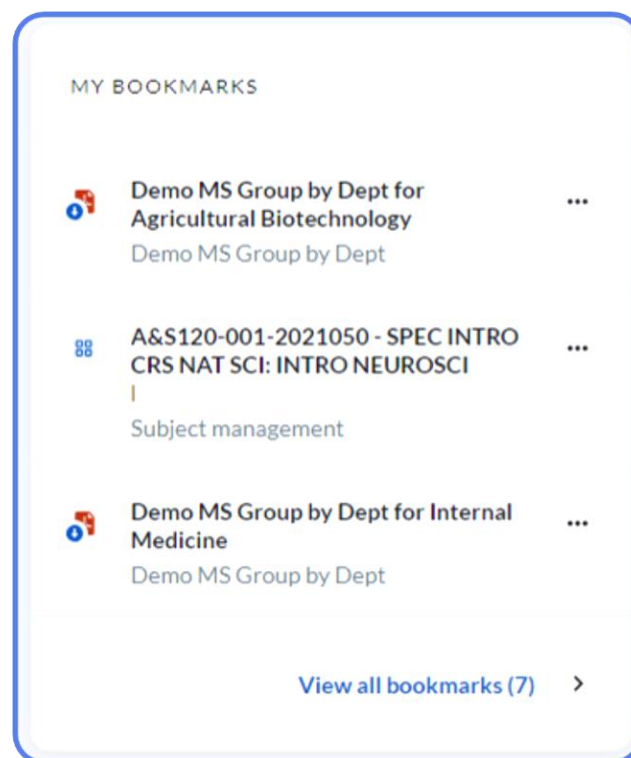 MY BOOKMARKS
Demo MS Group by Dept for
Agricultural Biotechnology
Demo MS Group by Dept
A&S120-001-2021050 - SPEC INTRO
CRS NAT SCI: INTRO NEUROSCI
|
Subject management
Demo MS Group by Dept for Internal
Medicine
Demo MS Group by Dept
View all bookmarks (7)